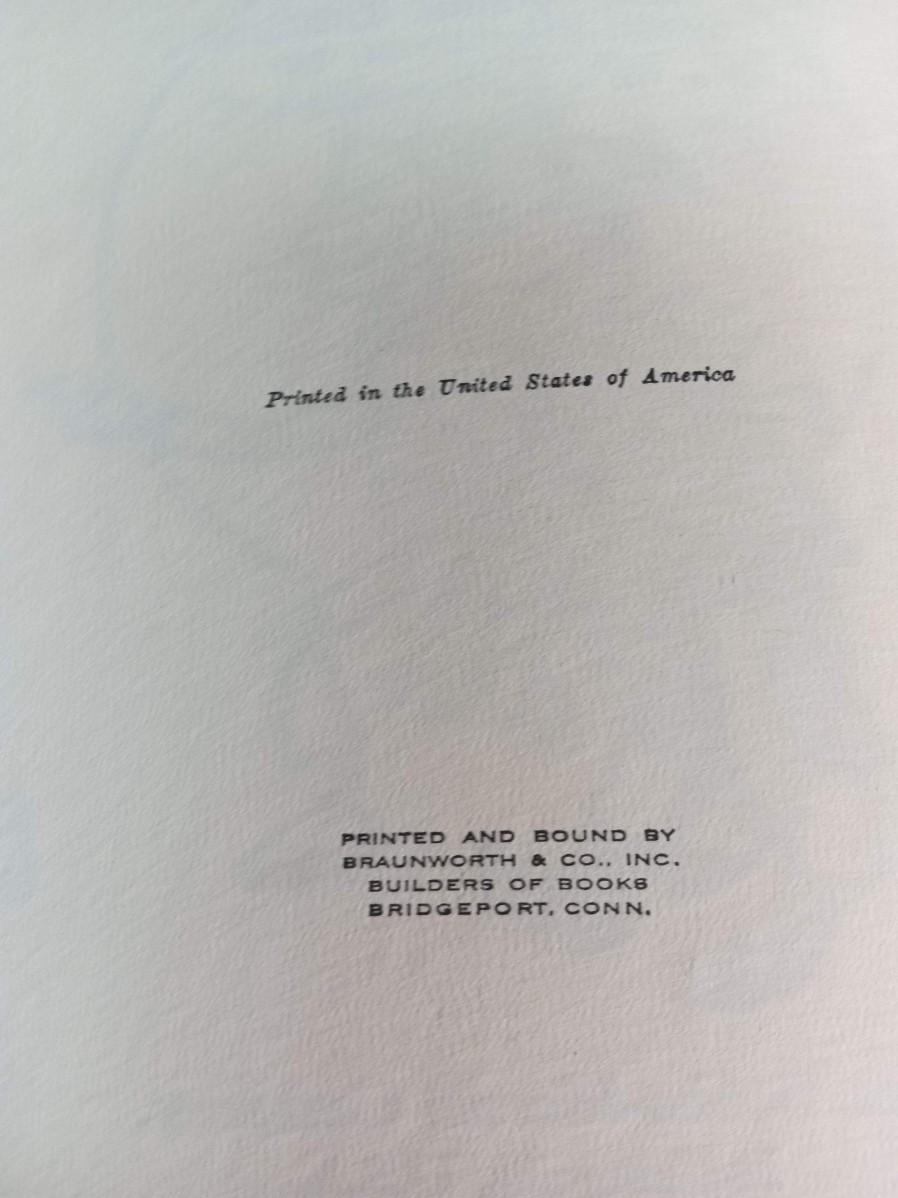 Printed in the United States of America
PRINTED AND BOUND BY
BRAUNWORTH & CO., INC.
BUILDERS OF BOOKS
BRIDGEPORT, CONN.